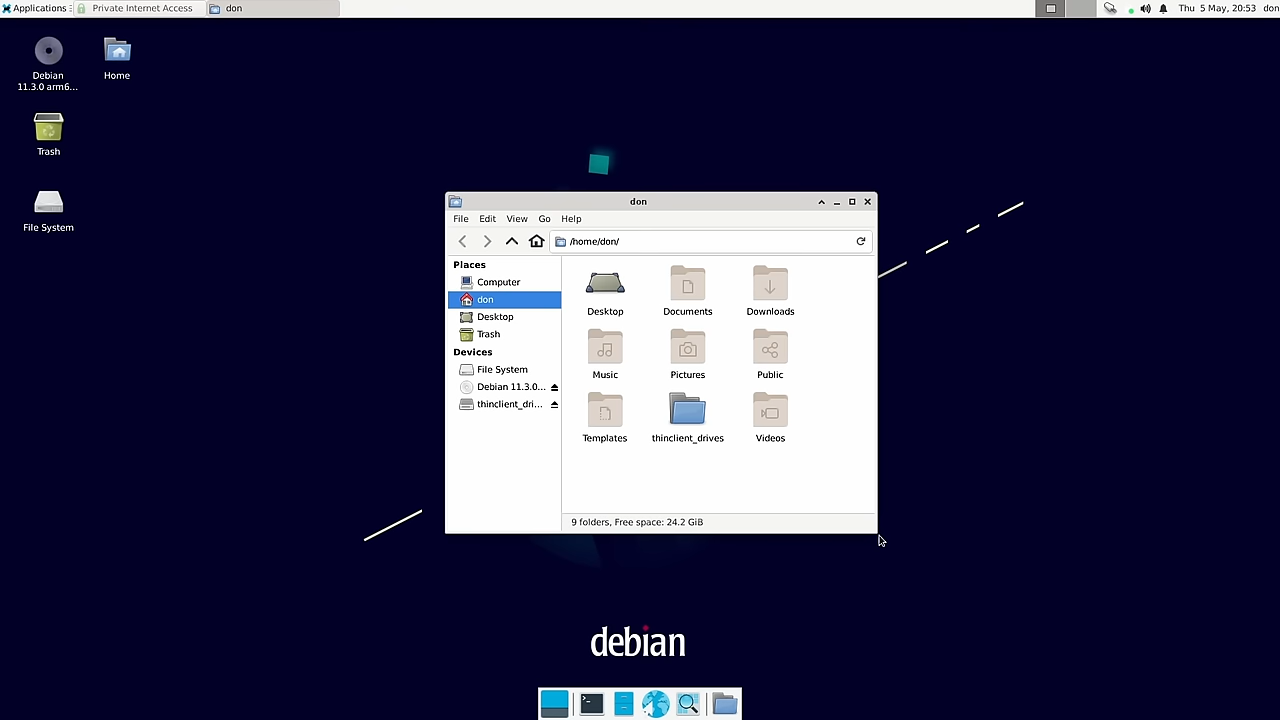 Applications
Private Internet Access
don
Thu 5 May, 20:53
don
Debian
11.3.0 arm6...
Home
Trash
File System
don
File Edit View Go Help
/home/don/
Places
Computer
don
Desktop
Trash
Devices
File System
Debian 11.3.0...
thinclient_dri...
Desktop
Documents
Downloads
Music
Pictures
Public
Templates
thinclient_drives
Videos
9 folders, Free space: 24.2 GiB
debian